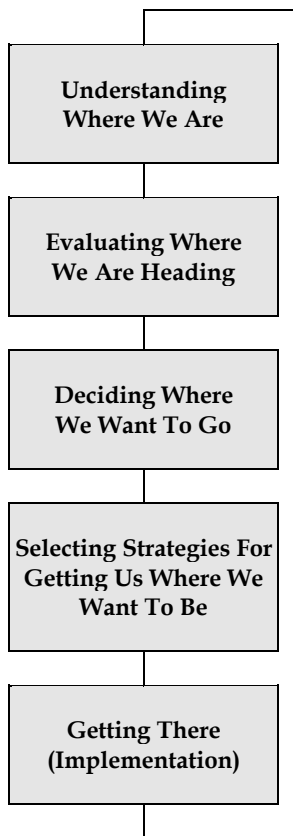 Understanding
Where We Are
Evaluating Where
We Are Heading
Deciding Where
We Want To Go
Selecting Strategies For
Getting Us Where We
Want To Be
Getting There
(Implementation)